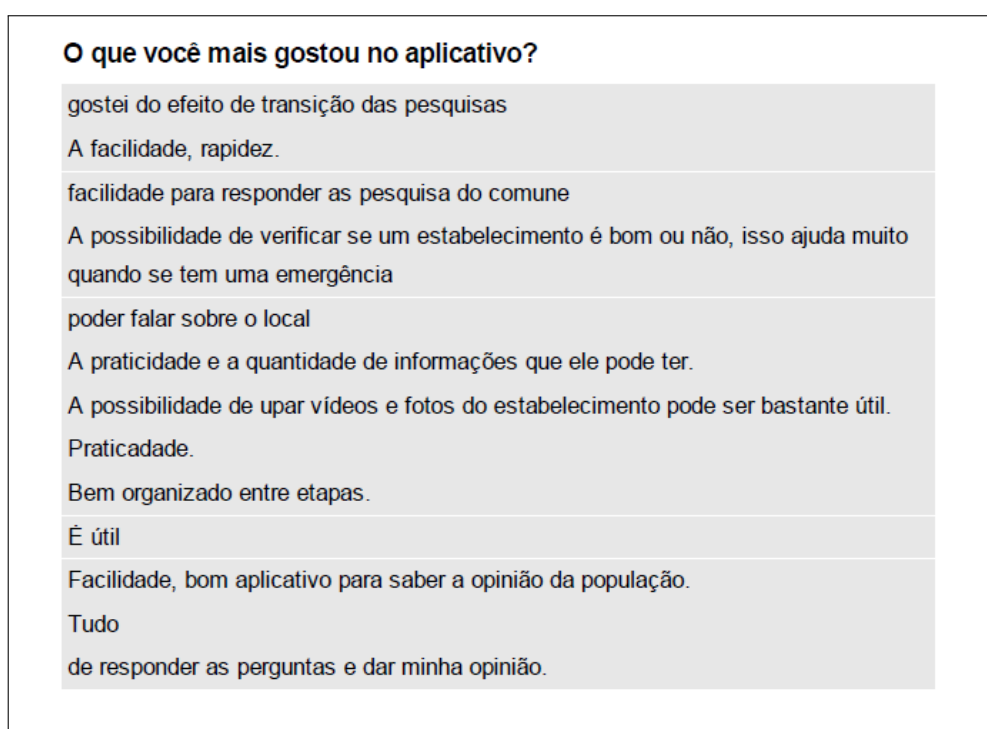 O que você mais gostou no aplicativo?
gostei do efeito de transição das pesquisas
A facilidade, rapidez.
facilidade para responder as pesquisa do comune
A possibilidade de verificar se um estabelecimento é bom ou não, isso ajuda muito
quando se tem uma emergência
poder falar sobre o local
A praticidade e a quantidade de informações que ele pode ter.
A possibilidade de upar vídeos e fotos do estabelecimento pode ser bastante útil.
Praticadade.
Bem organizado entre etapas.
É útil
Facilidade, bom aplicativo para saber a opinião da população.
Tudo
de responder as perguntas e dar minha opinião.